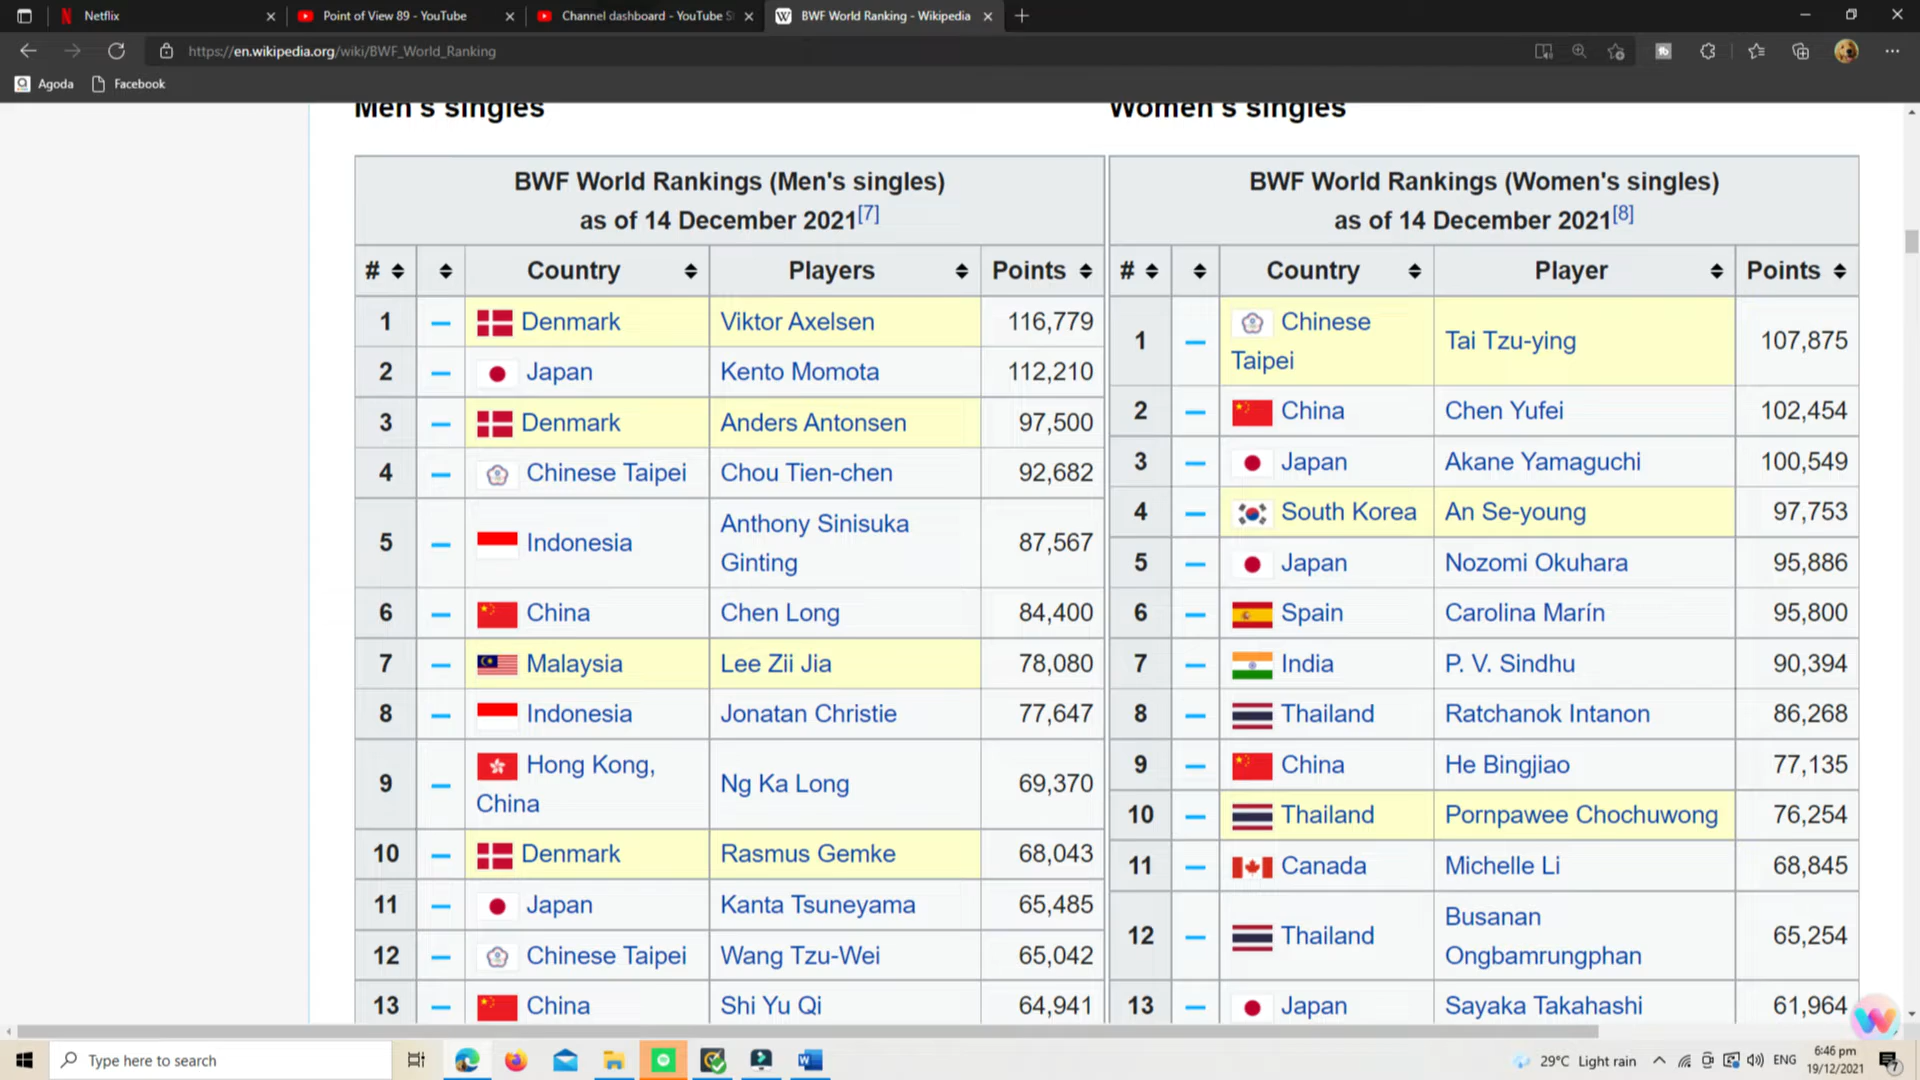 Netflix
Point of View 89 - YouTube
Channel dashboard - YouTube S
BWF World Ranking - Wikipedia
https://en.wikipedia.org/wiki/BWF_World_Ranking
Agoda
Facebook
Men's singles
Women's singles
BWF World Rankings (Men's singles)
as of 14 December 2021[7]
# Country Players Points
1 Denmark Viktor Axelsen 116,779
2 Japan Kento Momota 112,210
3 Denmark Anders Antonsen 97,500
4 Chinese Taipei Chou Tien-chen 92,682
5 Indonesia Anthony Sinisuka Ginting 87,567
6 China Chen Long 84,400
7 Malaysia Lee Zii Jia 78,080
8 Indonesia Jonatan Christie 77,647
9 Hong Kong, China Ng Ka Long 69,370
10 Denmark Rasmus Gemke 68,043
11 Japan Kanta Tsuneyama 65,485
12 Chinese Taipei Wang Tzu-Wei 65,042
13 China Shi Yu Qi 64,941
BWF World Rankings (Women's singles)
as of 14 December 2021[8]
# Country Player Points
1 Chinese Taipei Tai Tzu-ying 107,875
2 China Chen Yufei 102,454
3 Japan Akane Yamaguchi 100,549
4 South Korea An Se-young 97,753
5 Japan Nozomi Okuhara 95,886
6 Spain Carolina Marín 95,800
7 India P. V. Sindhu 90,394
8 Thailand Ratchanok Intanon 86,268
9 China He Bingjiao 77,135
10 Thailand Pornpawee Chochuwong 76,254
11 Canada Michelle Li 68,845
12 Thailand Busanan Ongbamrungphan 65,254
13 Japan Sayaka Takahashi 61,964
Type here to search
29°C Light rain
ENG
6:46 pm
19/12/2021
7